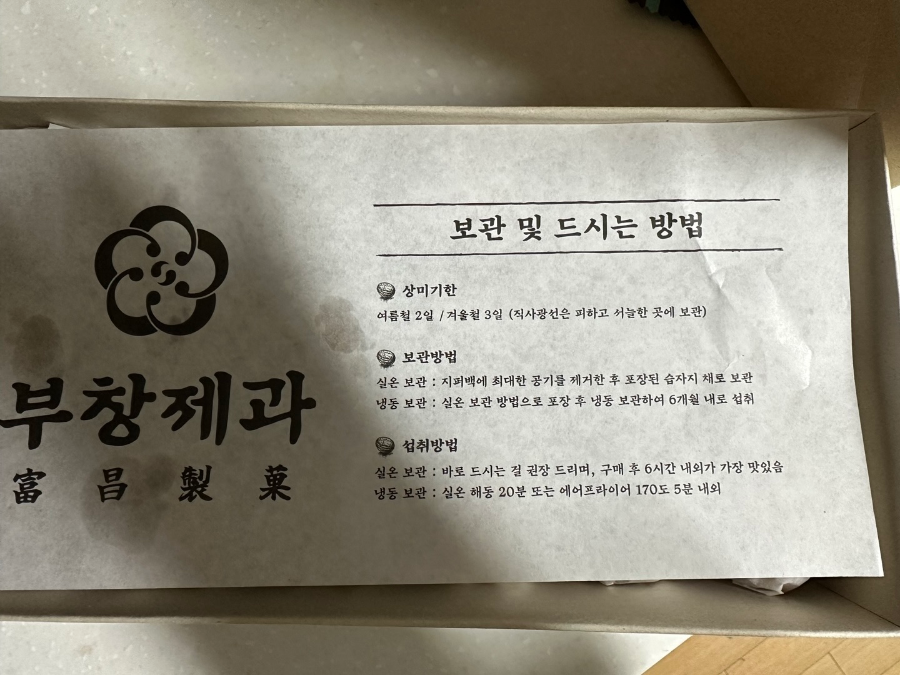 부창제과
富昌製菓
보관 및 드시는 방법
상미기한
여름철 2일 / 겨울철 3일 (직사광선은 피하고 서늘한 곳에 보관)
보관방법
실온 보관 : 지퍼백에 최대한 공기를 제거한 후 포장된 습자지 채로 보관
냉동 보관 : 실온 보관 방법으로 포장 후 냉동 보관하여 6개월 내로 섭취
섭취방법
실온 보관 : 바로 드시는 걸 권장 드리며, 구매 후 6시간 내외가 가장 맛있음
냉동 보관 : 실온 해동 20분 또는 에어프라이어 170도 5분 내외